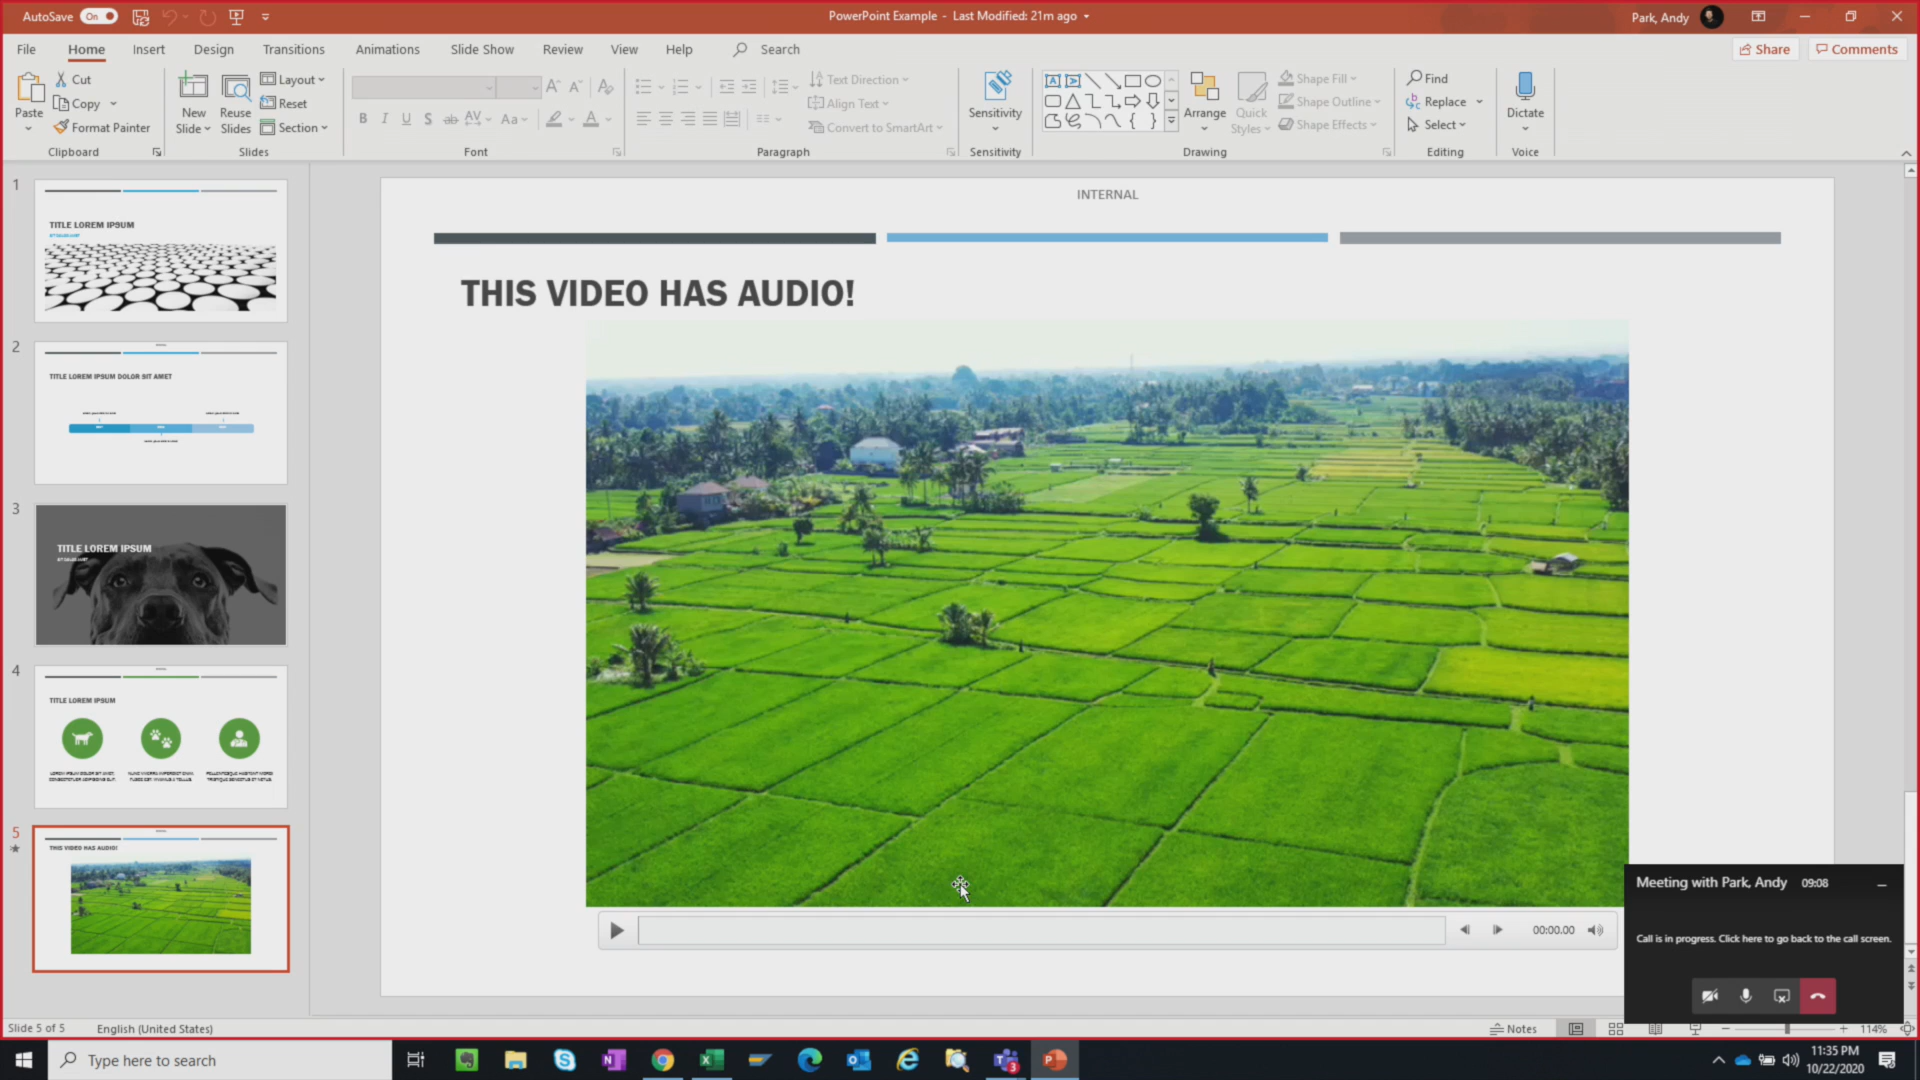 AutoSave On
PowerPoint Example - Last Modified: 21m ago
Park, Andy
File Home Insert Design Transitions Animations Slide Show Review View Help Search
Share Comments
Paste
Cut
Copy
Format Painter
Clipboard
New Slide
Reuse Slides
Layout
Reset
Section
Slides
Font
Text Direction
Align Text
Convert to SmartArt
Paragraph
Sensitivity
Sensitivity
Arrange
Quick Styles
Shape Fill
Shape Outline
Shape Effects
Drawing
Find
Replace
Select
Editing
Dictate
Voice
1
TITLE LOREM IPSUM
2
TITLE LOREM IPSUM DOLOR SIT AMET
3
TITLE LOREM IPSUM
4
TITLE LOREM IPSUM
5
THIS VIDEO HAS AUDIO!
INTERNAL
THIS VIDEO HAS AUDIO!
00:00.00
Meeting with Park, Andy 09:08
Call is in progress. Click here to go back to the call screen.
Slide 5 of 5 English (United States)
Notes
114%
Type here to search
3
11:35 PM
10/22/2020